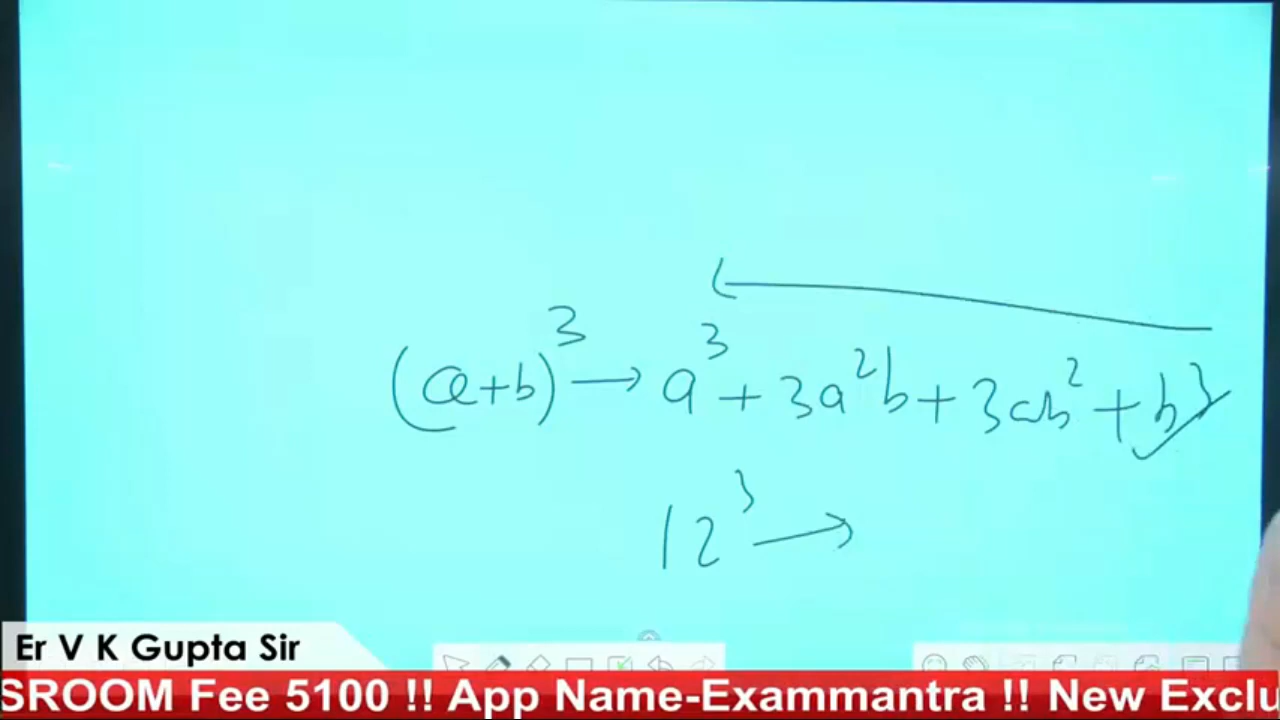 (a+b)³ → a³ + 3a²b + 3ab² + b³
12³ →
Er V K Gupta Sir
SROOM Fee 5100 !! App Name-Exammantra !! New Exclu